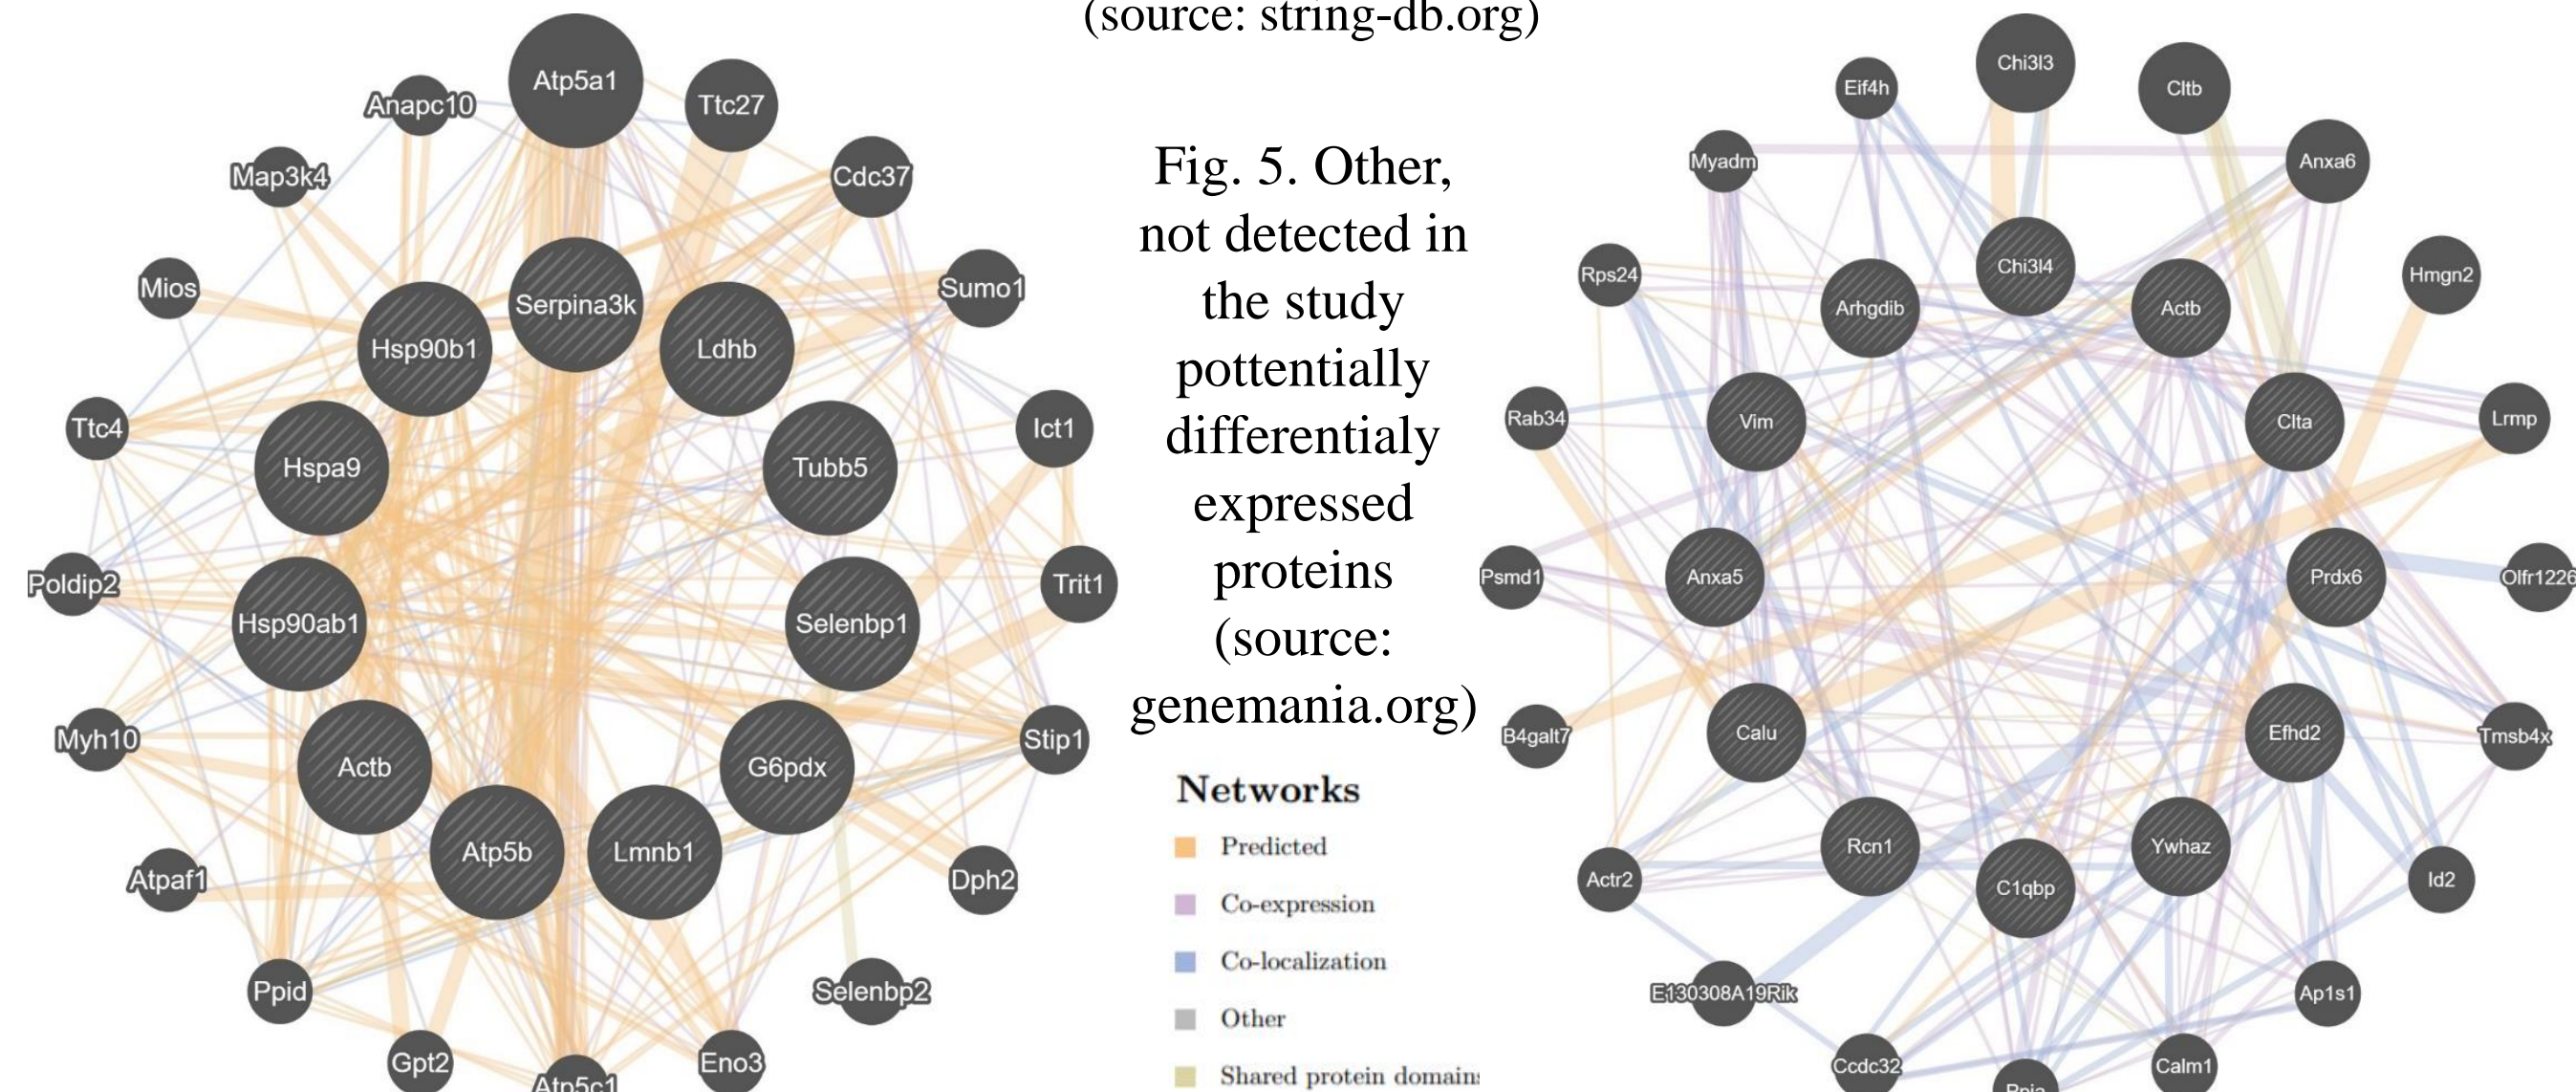 (source: string-db.org)
Atp5a1
Anapc10
Ttc27
Map3k4
Cdc37
Mios
Sumo1
Serpina3k
Hsp90b1
Ldhb
Ttc4
Ict1
Hspa9
Tubb5
Poldip2
Trit1
Hsp90ab1
Selenbp1
Myh10
Stip1
Actb
G6pdx
Atp5b
Lmnb1
Atpaf1
Dph2
Ppid
Selenbp2
Gpt2
Eno3
Atp5c1
Fig. 5. Other,
not detected in
the study
pottentially
differentialy
expressed
proteins
(source:
genemania.org)
Networks
Predicted
Co-expression
Co-localization
Other
Shared protein domains
Chi3l3
Eif4h
Cltb
Myadm
Anxa6
Rps24
Chi3l4
Hmgn2
Arhgdib
Actb
Rab34
Vim
Clta
Lrmp
Psmd1
Anxa5
Prdx6
Olfr1226
B4galt7
Calu
Efhd2
Tmsb4x
Rcn1
Ywhaz
Actr2
C1qbp
Id2
E130308A19Rik
Ap1s1
Ccdc32
Calm1